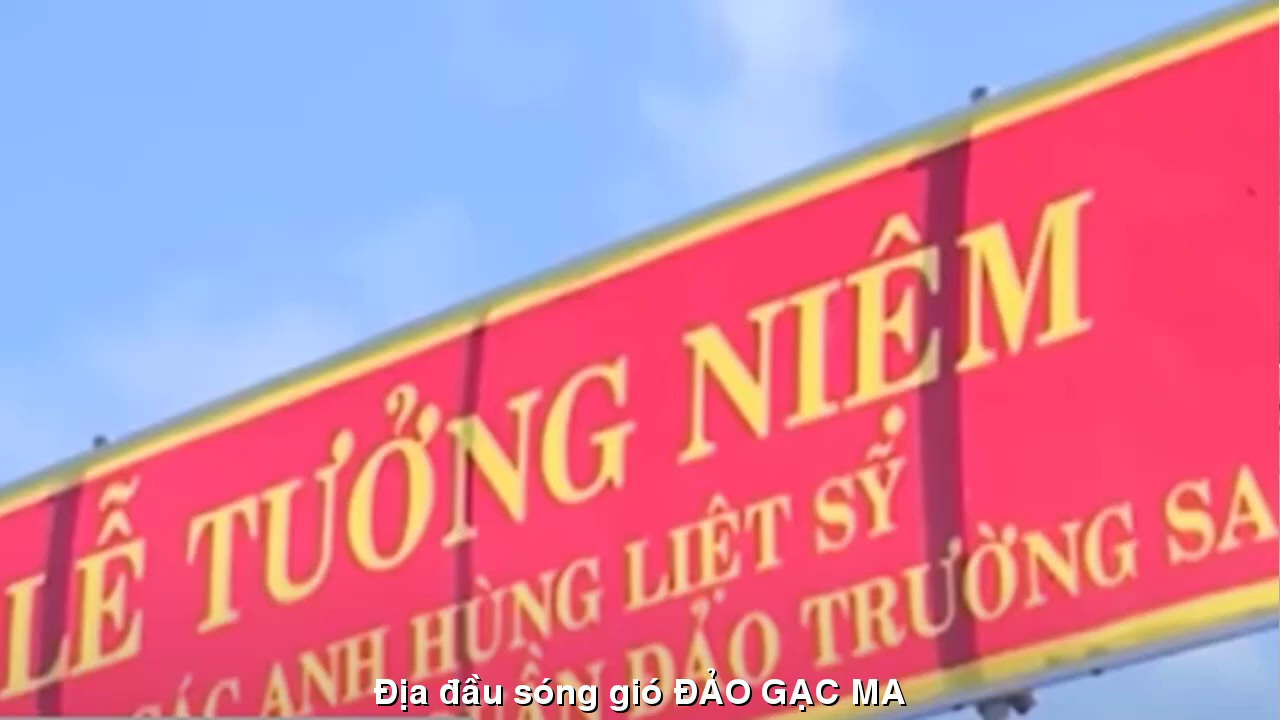 LỄ TƯỞNG NIỆM
CÁC ANH HÙNG LIỆT SỸ
QUẦN ĐẢO TRƯỜNG SA
Địa đầu sóng gió ĐẢO GẠC MA